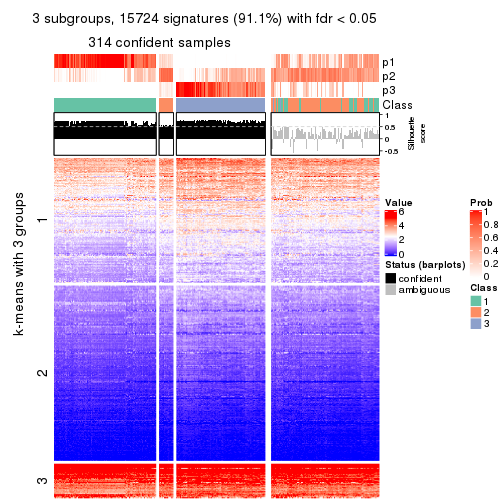 3 subgroups, 15724 signatures (91.1%) with fdr < 0.05
314 confident samples
p1
p2
p3
Class
1
0.5
0
-0.5
Silhouette
score
k-means with 3 groups
1
2
3
Value
6
4
2
0
Status (barplots)
confident
ambiguous
Prob
1
0.8
0.6
0.4
0.2
0
Class
1
2
3